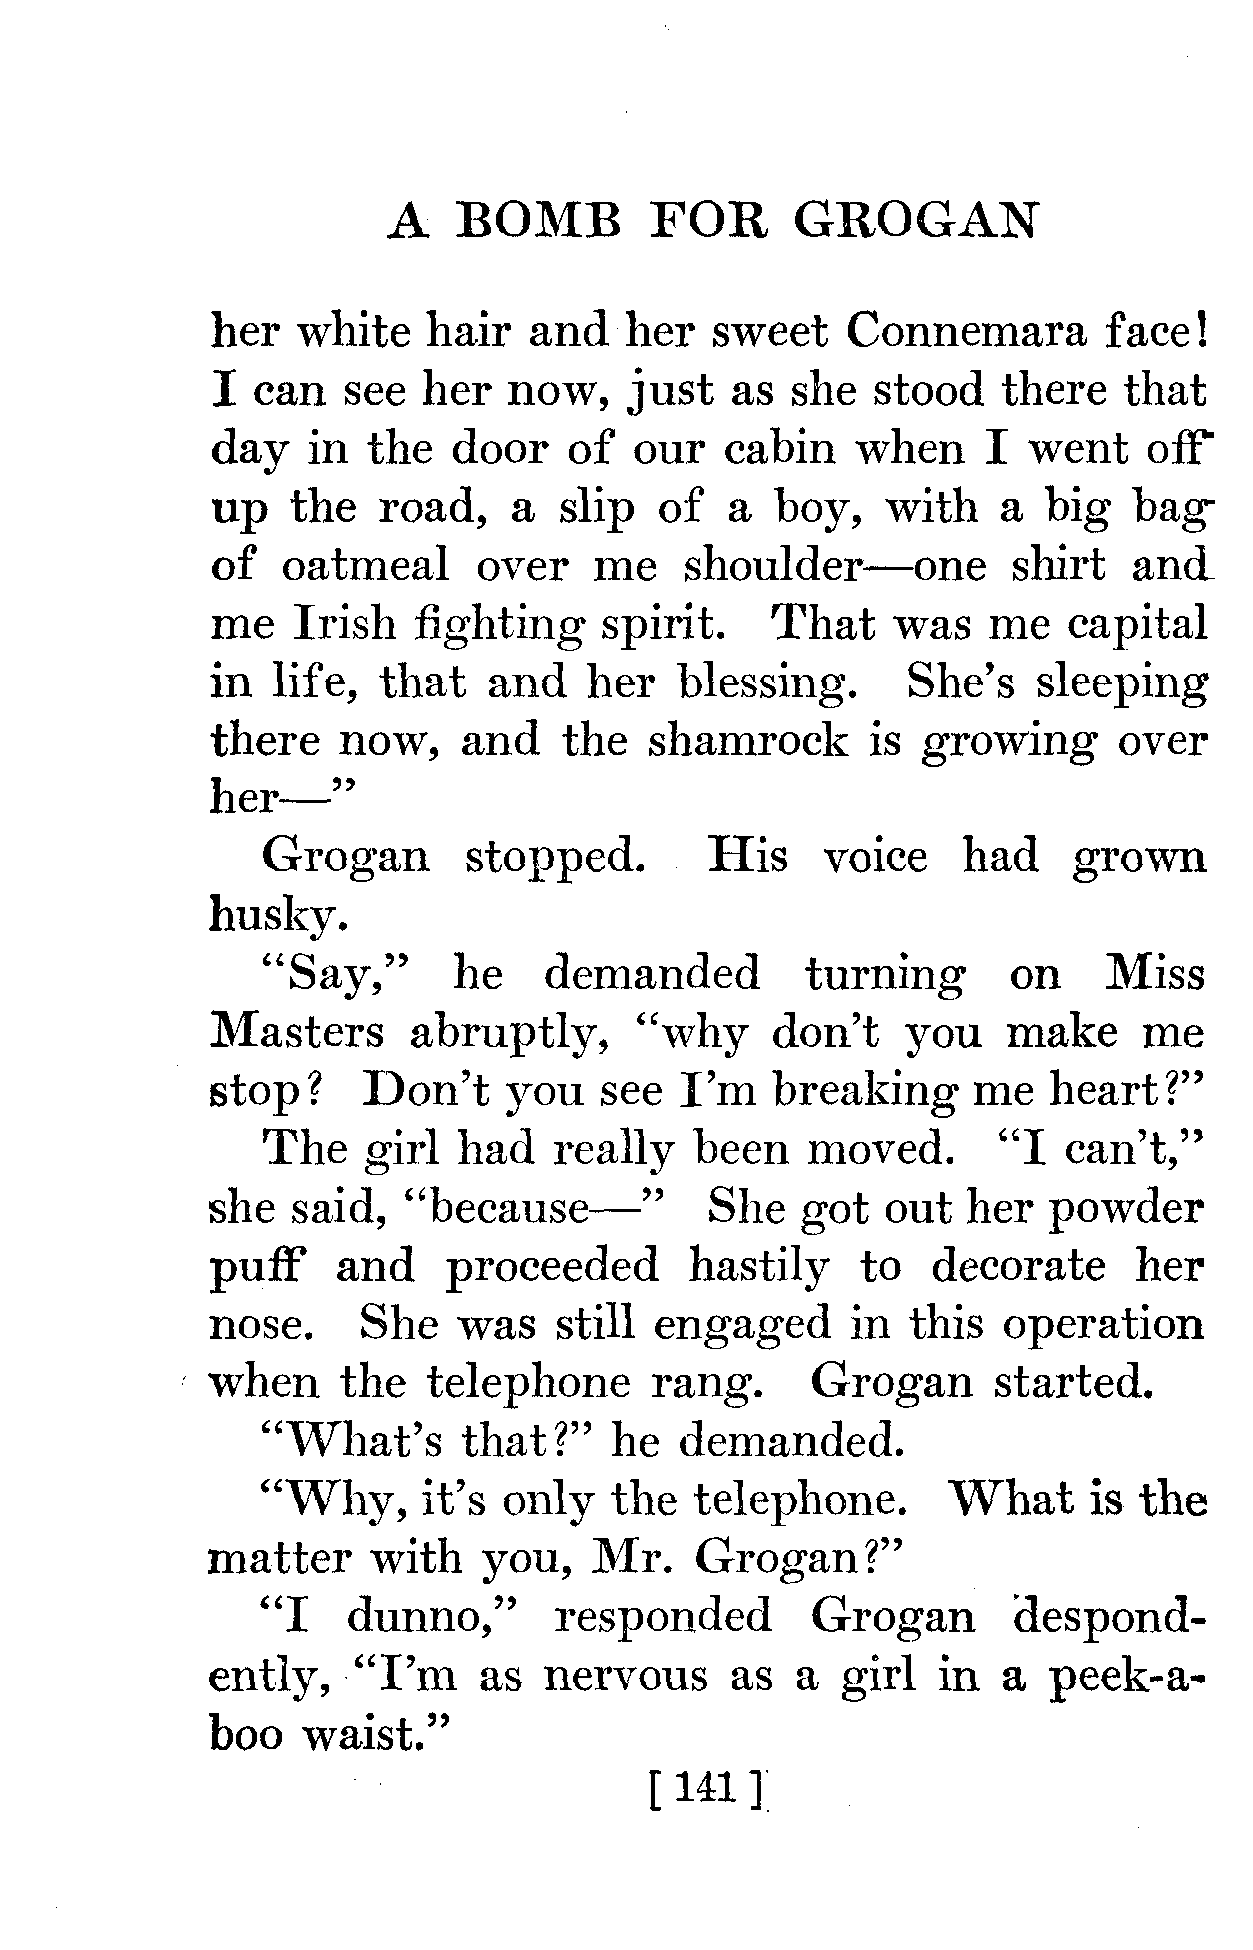 A BOMB FOR GROGAN
her white hair and her sweet Connemara face!
I can see her now, just as she stood there that
day in the door of our cabin when I went off
up the road, a slip of a boy, with a big bag
of oatmeal over me shoulder—one shirt and
me Irish fighting spirit. That was me capital
in life, that and her blessing. She's sleeping
there now, and the shamrock is growing over
her—"
Grogan stopped. His voice had grown
husky.
"Say," he demanded turning on Miss
Masters abruptly, "why don't you make me
stop? Don't you see I'm breaking me heart?"
The girl had really been moved. "I can't,"
she said, "because—" She got out her powder
puff and proceeded hastily to decorate her
nose. She was still engaged in this operation
when the telephone rang. Grogan started.
"What's that?" he demanded.
"Why, it's only the telephone. What is the
matter with you, Mr. Grogan?"
"I dunno," responded Grogan despond-
ently, "I'm as nervous as a girl in a peek-a-
boo waist."
[ 141 ]